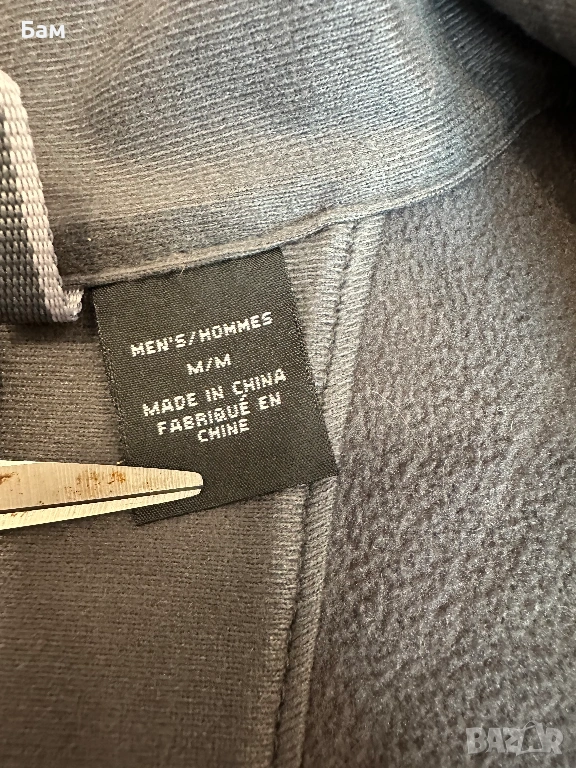 Бам
MEN'S/HOMMES
M/M
MADE IN CHINA
FABRIQUÉ EN
CHINE
BAZAR